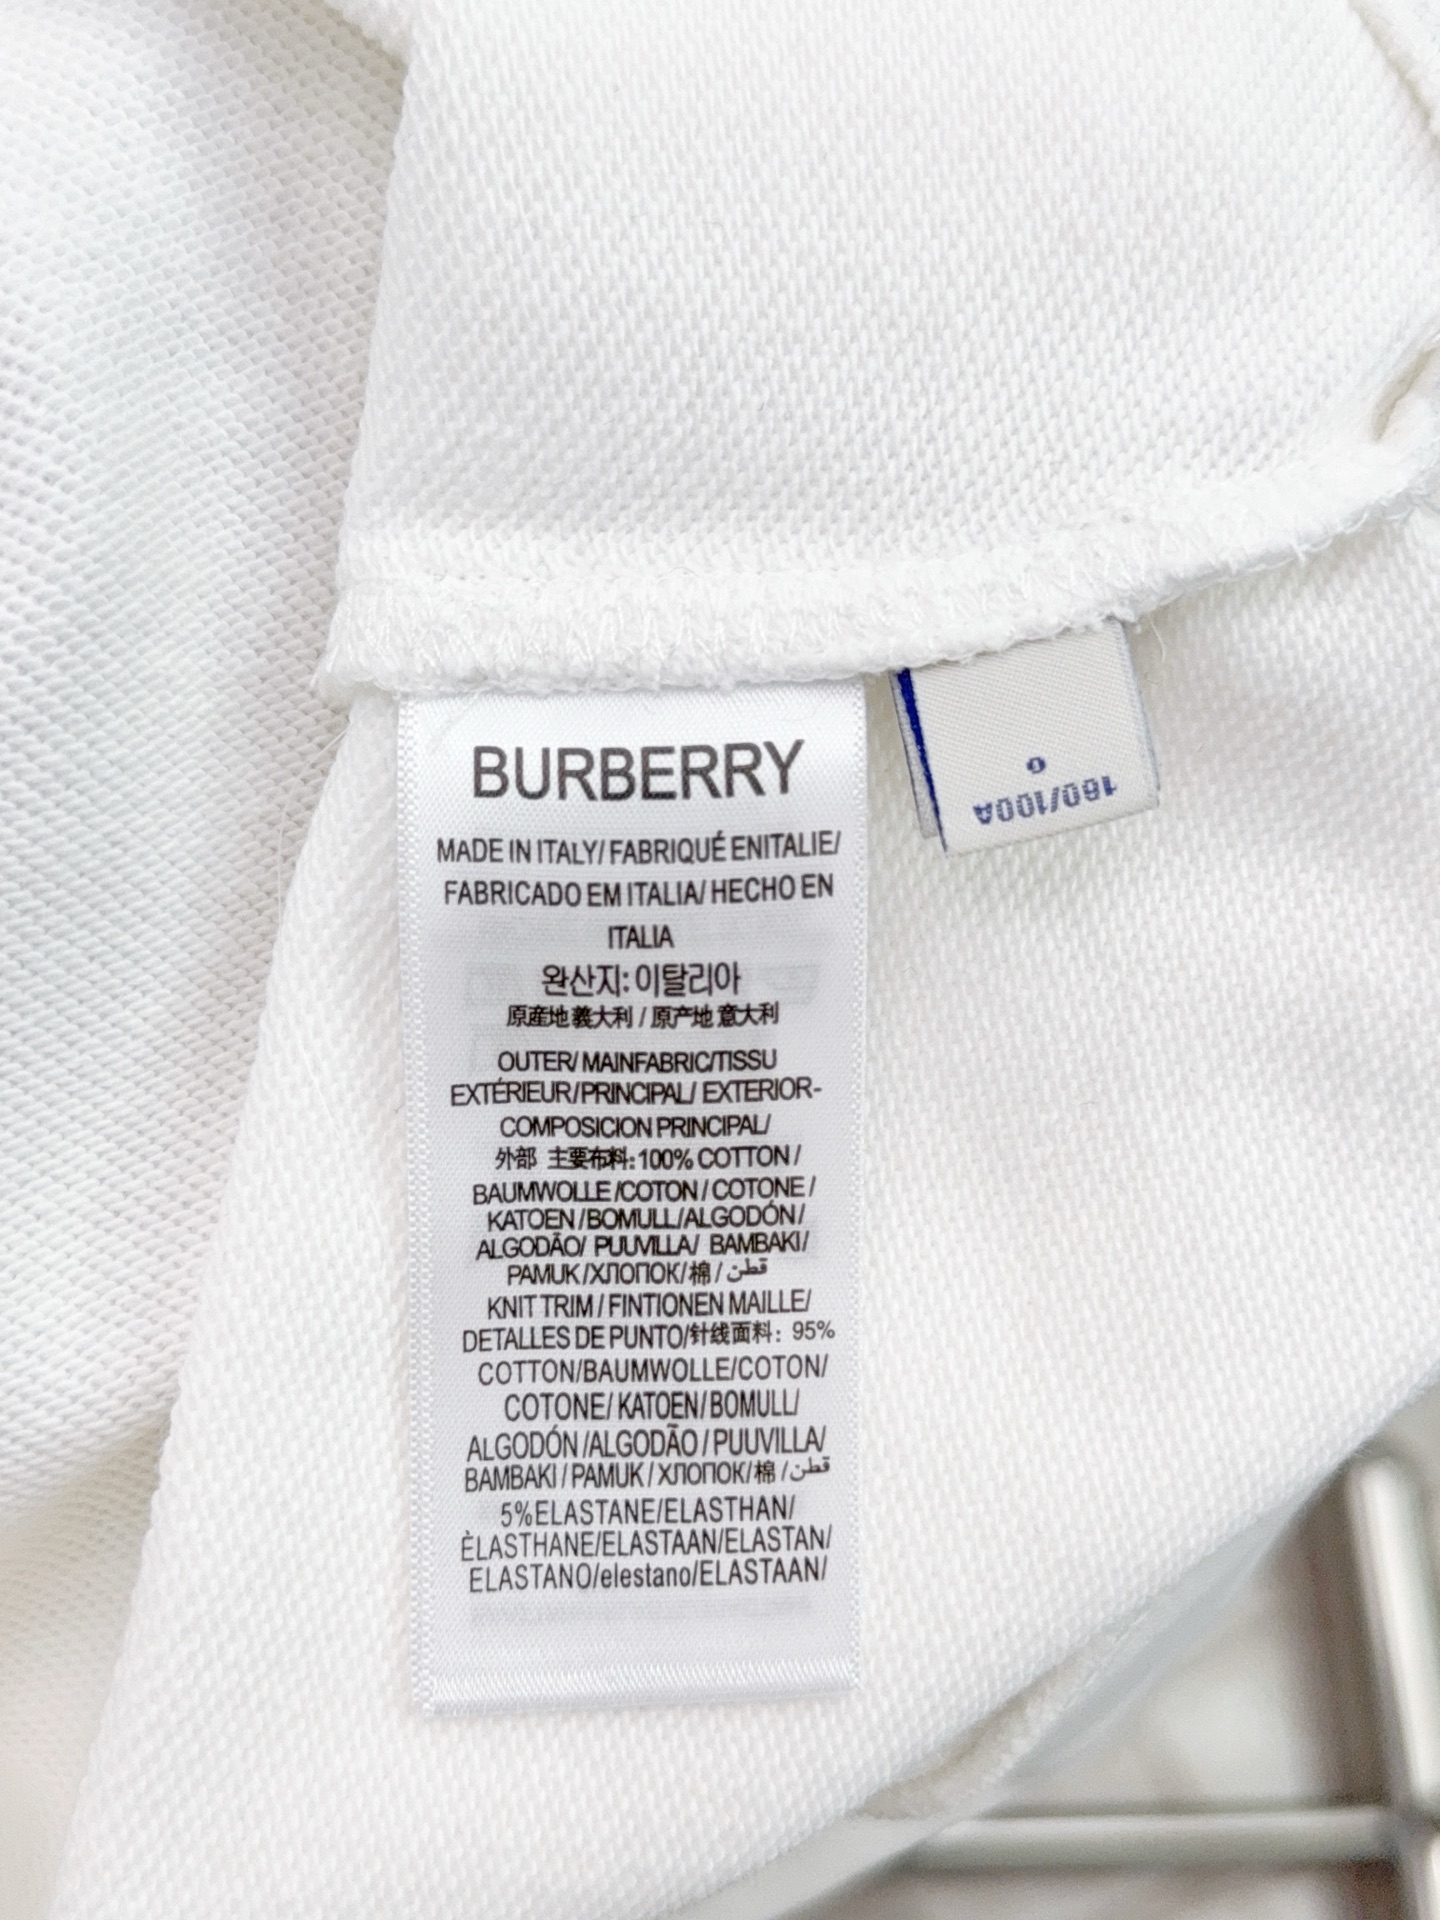 BURBERRY
MADE IN ITALY/ FABRIQUÉ ENITALIE/
FABRICADO EM ITALIA/ HECHO EN
ITALIA
완산지: 이탈리아
原産地義大利 / 原产地意大利
OUTER/ MAINFABRIC/TISSU
EXTÉRIEUR/PRINCIPAL/ EXTERIOR-
COMPOSICION PRINCIPAL/
外部 主要布料: 100% COTTON /
BAUMWOLLE /COTON / COTONE /
KATOEN /BOMULL/ALGODÓN/
ALGODÃO/ PUUVILLA/ BAMBAKI/
PAMUK /ХЛОПОК/棉 / قطن
KNIT TRIM / FINTIONEN MAILLE/
DETALLES DE PUNTO/针线面料: 95%
COTTON/BAUMWOLLE/COTON/
COTONE/ KATOEN/BOMULL/
ALGODÓN /ALGODÃO / PUUVILLA/
BAMBAKI / PAMUK / ХЛОПОК/棉 / قطن
5%ELASTANE/ELASTHAN/
ÈLASTHANE/ELASTAAN/ELASTAN/
ELASTANO/elestano/ELASTAAN/
160/100A
0